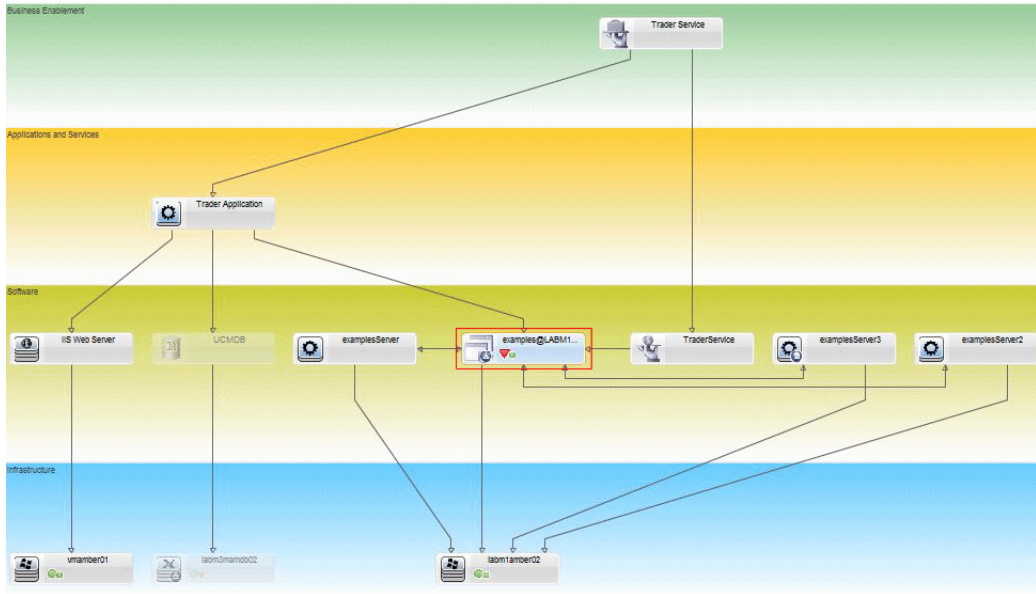 Business Enablement
Trader Service
Applications and Services
Trader Application
Software
IIS Web Server
UCMDB
examplesServer
examples@LABM1...
TraderService
examplesServer3
examplesServer2
Infrastructure
vmamber01
labm3mamdb02
labm1amber02